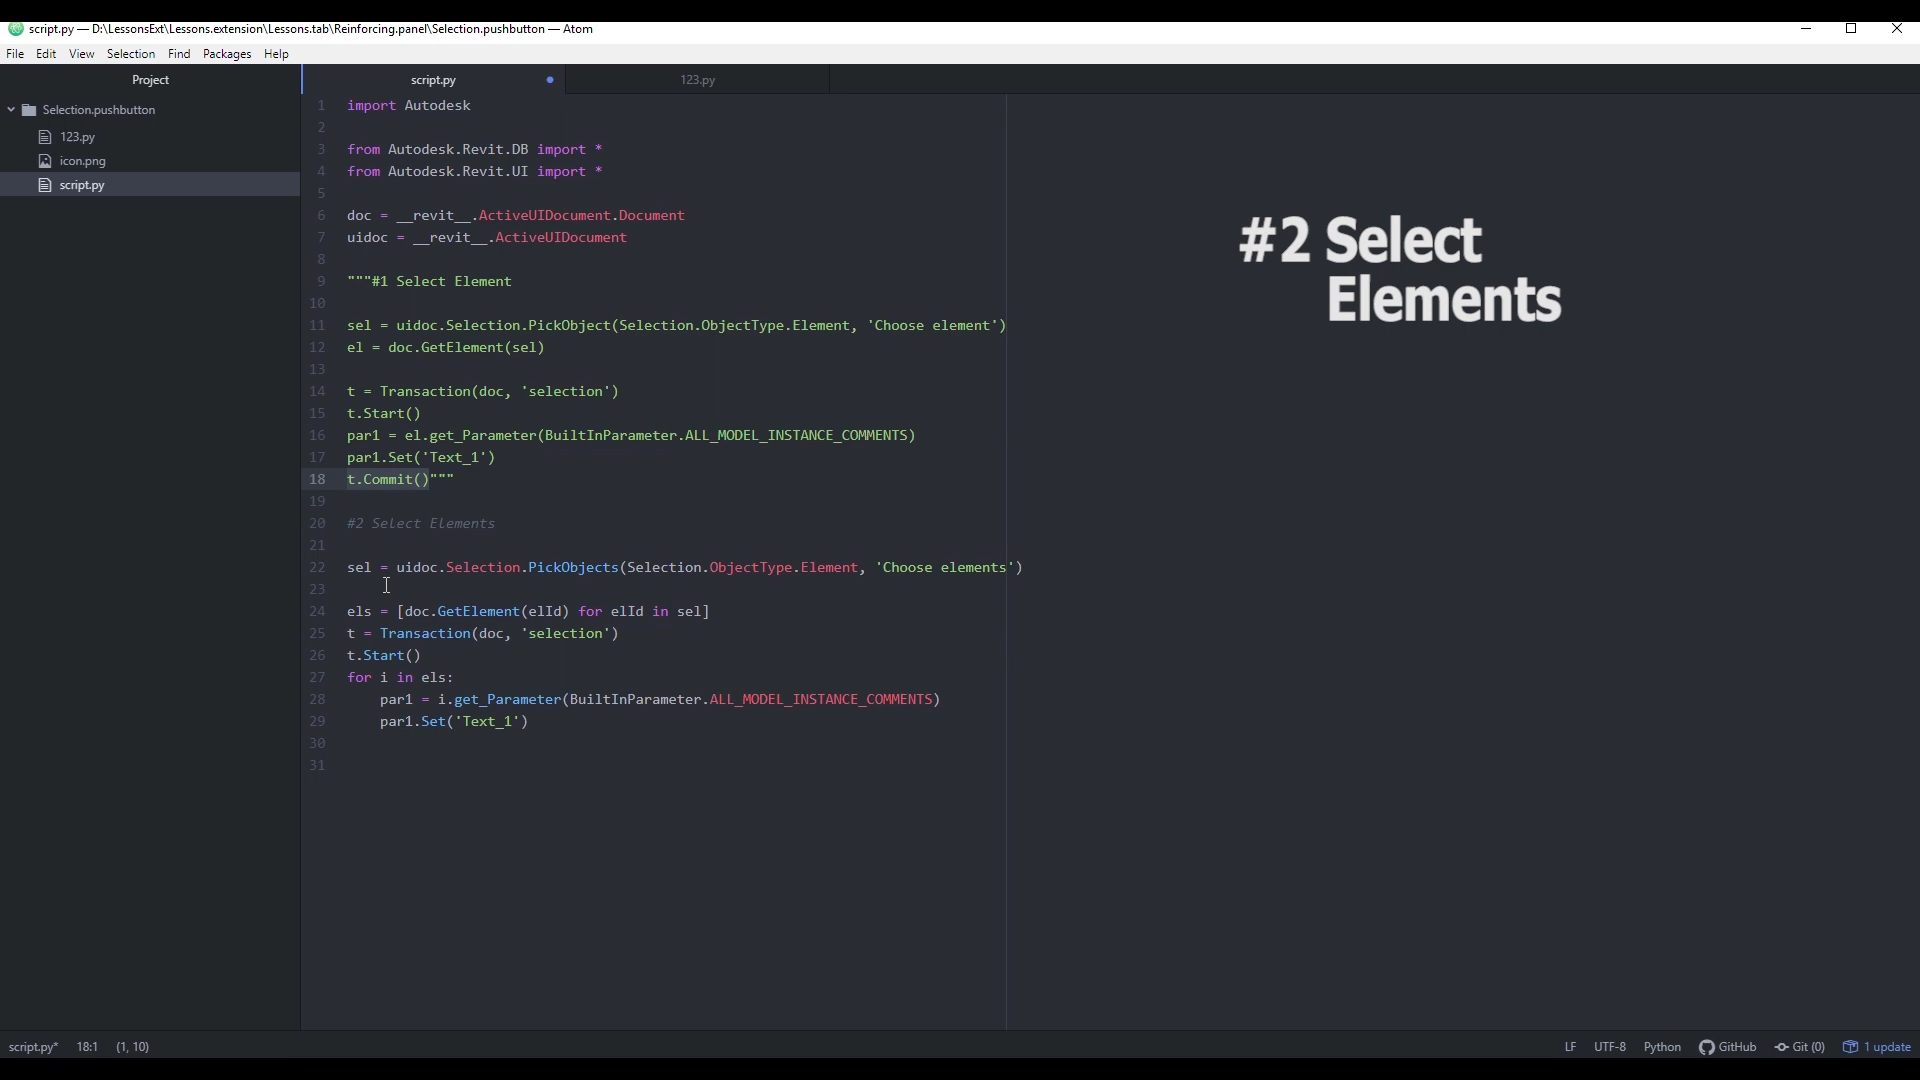 script.py — D:\LessonsExt\Lessons.extension\Lessons.tab\Reinforcing.panel\Selection.pushbutton — Atom
File Edit View Selection Find Packages Help
Project
script.py
123.py
Selection.pushbutton
123.py
icon.png
script.py
1 import Autodesk
2
3 from Autodesk.Revit.DB import *
4 from Autodesk.Revit.UI import *
5
6 doc = __revit__.ActiveUIDocument.Document
7 uidoc = __revit__.ActiveUIDocument
8
9 """#1 Select Element
10
11 sel = uidoc.Selection.PickObject(Selection.ObjectType.Element, 'Choose element')
12 el = doc.GetElement(sel)
13
14 t = Transaction(doc, 'selection')
15 t.Start()
16 par1 = el.get_Parameter(BuiltInParameter.ALL_MODEL_INSTANCE_COMMENTS)
17 par1.Set('Text_1')
18 t.Commit()"""
19
20 #2 Select Elements
21
22 sel = uidoc.Selection.PickObjects(Selection.ObjectType.Element, 'Choose elements')
23
24 els = [doc.GetElement(elId) for elId in sel]
25 t = Transaction(doc, 'selection')
26 t.Start()
27 for i in els:
28     par1 = i.get_Parameter(BuiltInParameter.ALL_MODEL_INSTANCE_COMMENTS)
29     par1.Set('Text_1')
30
31
#2 Select
Elements
script.py* 18:1 (1, 10)
LF UTF-8 Python GitHub Git (0) 1 update